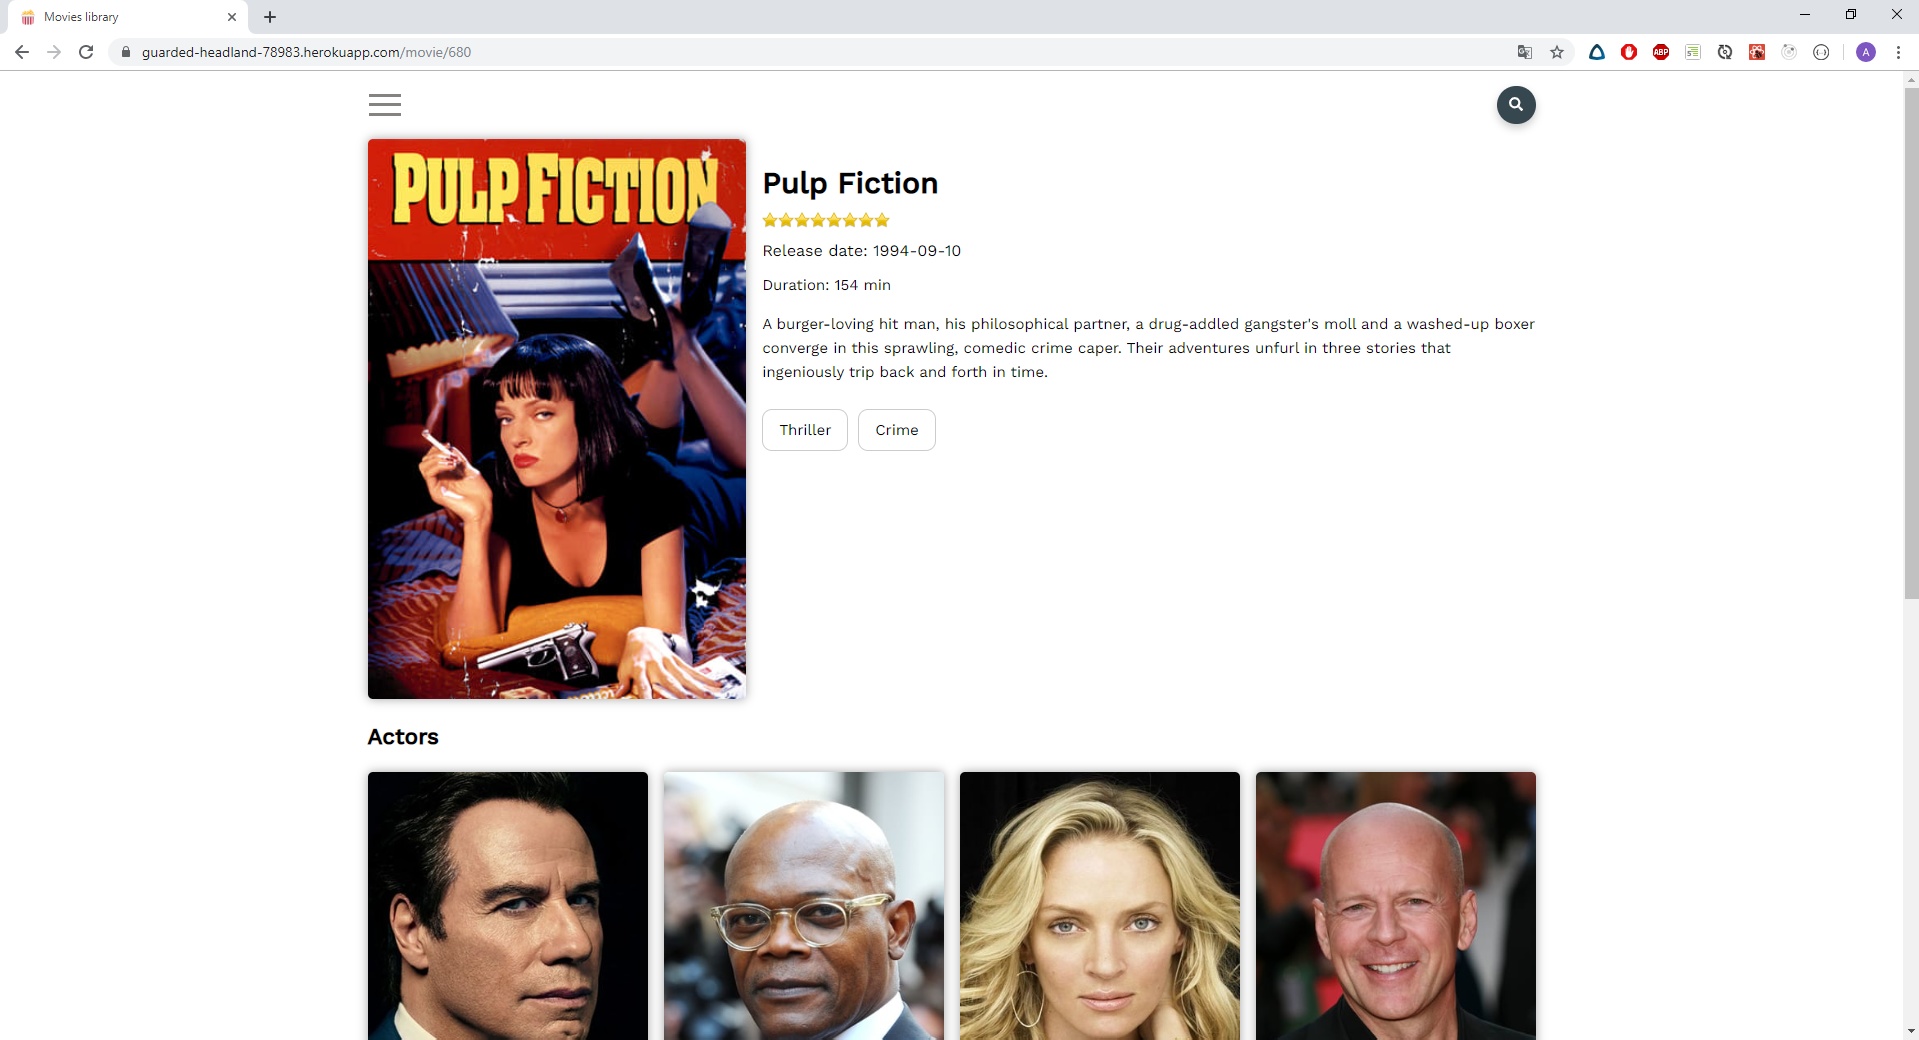 Movies library
guarded-headland-78983.herokuapp.com/movie/680
ABP
A
PULP FICTION
Pulp Fiction
Release date: 1994-09-10
Duration: 154 min
A burger-loving hit man, his philosophical partner, a drug-addled gangster's moll and a washed-up boxer
converge in this sprawling, comedic crime caper. Their adventures unfurl in three stories that
ingeniously trip back and forth in time.
Thriller
Crime
Actors